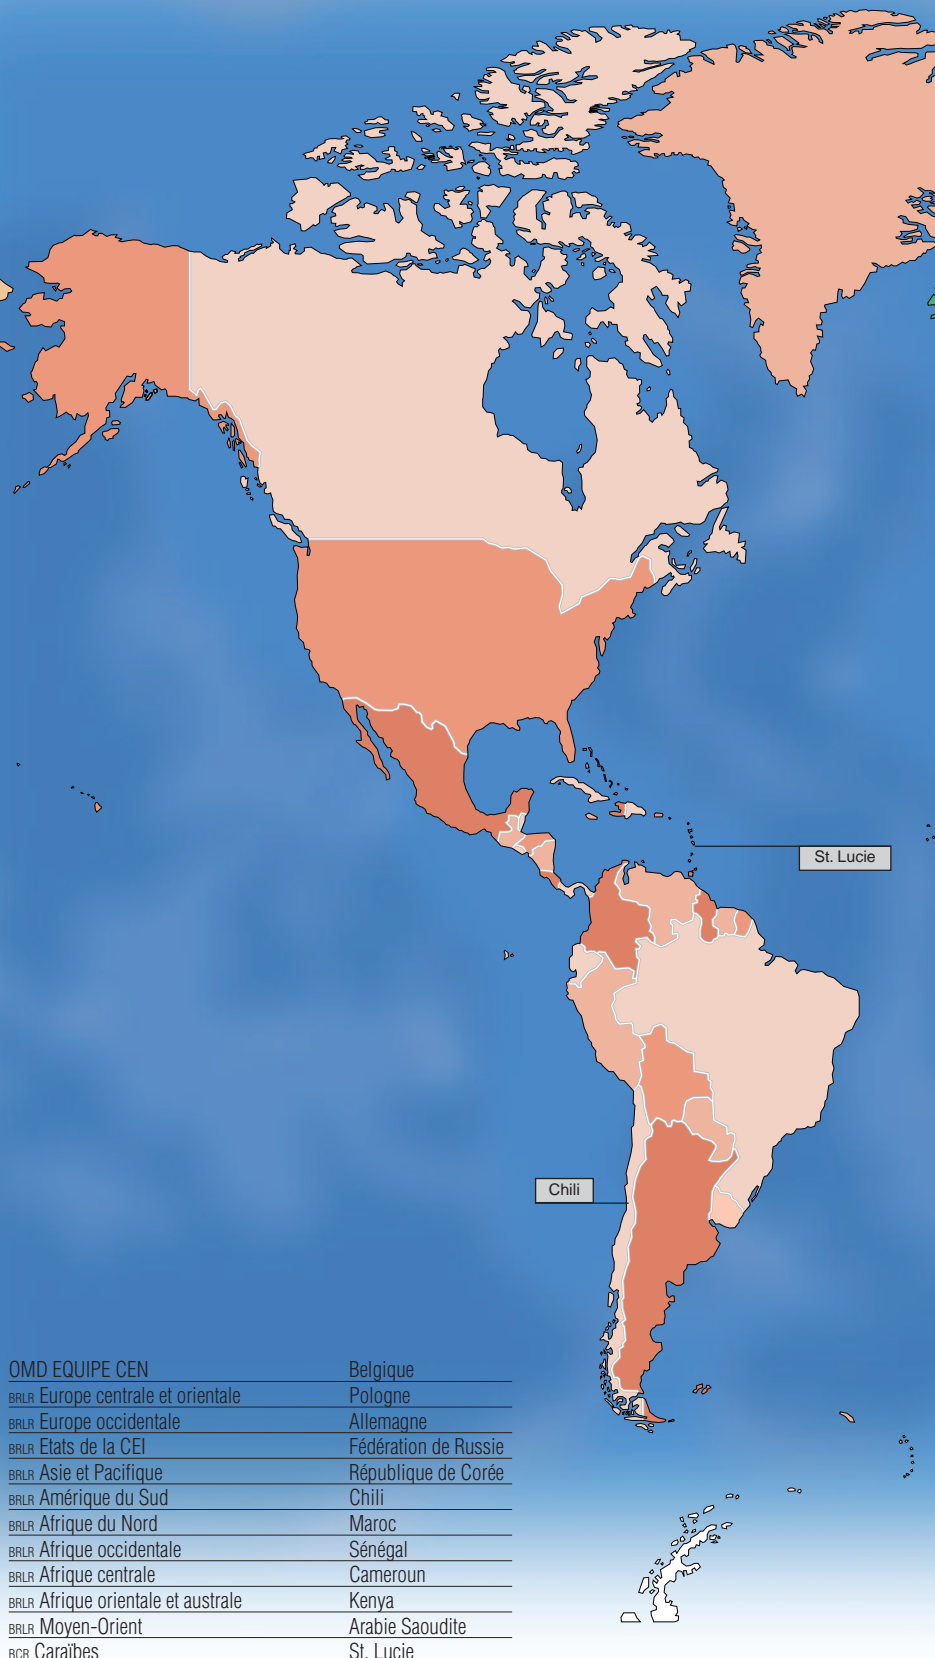 St. Lucie
Chili
OMD EQUIPE CEN Belgique
BRLR Europe centrale et orientale Pologne
BRLR Europe occidentale Allemagne
BRLR Etats de la CEI Fédération de Russie
BRLR Asie et Pacifique République de Corée
BRLR Amérique du Sud Chili
BRLR Afrique du Nord Maroc
BRLR Afrique occidentale Sénégal
BRLR Afrique centrale Cameroun
BRLR Afrique orientale et australe Kenya
BRLR Moyen-Orient Arabie Saoudite
BCR Caraïbes St. Lucie